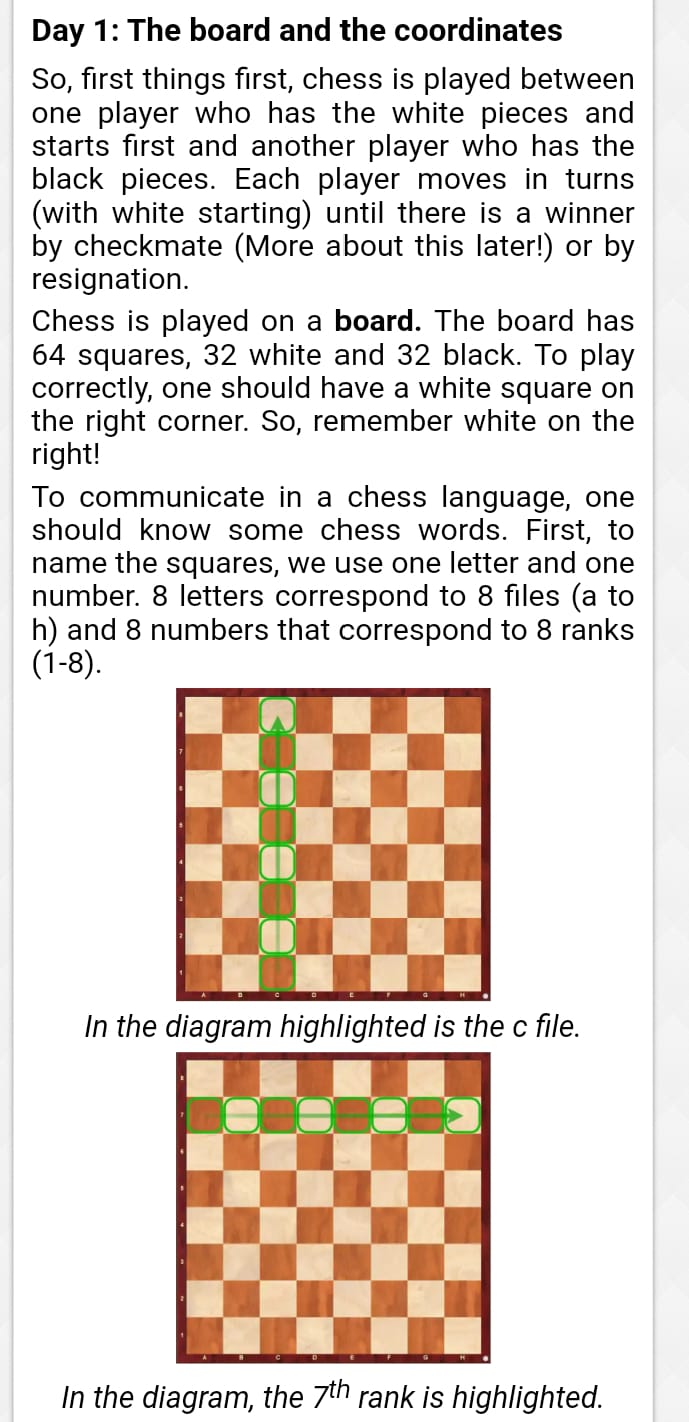 Day 1: The board and the coordinates
So, first things first, chess is played between
one player who has the white pieces and
starts first and another player who has the
black pieces. Each player moves in turns
(with white starting) until there is a winner
by checkmate (More about this later!) or by
resignation.
Chess is played on a board. The board has
64 squares, 32 white and 32 black. To play
correctly, one should have a white square on
the right corner. So, remember white on the
right!
To communicate in a chess language, one
should know some chess words. First, to
name the squares, we use one letter and one
number. 8 letters correspond to 8 files (a to
h) and 8 numbers that correspond to 8 ranks
(1-8).
8
7
6
5
4
3
2
1
A B C D E F G H
In the diagram highlighted is the c file.
8
7
6
5
4
3
2
1
A B C D E F G H
In the diagram, the 7th rank is highlighted.